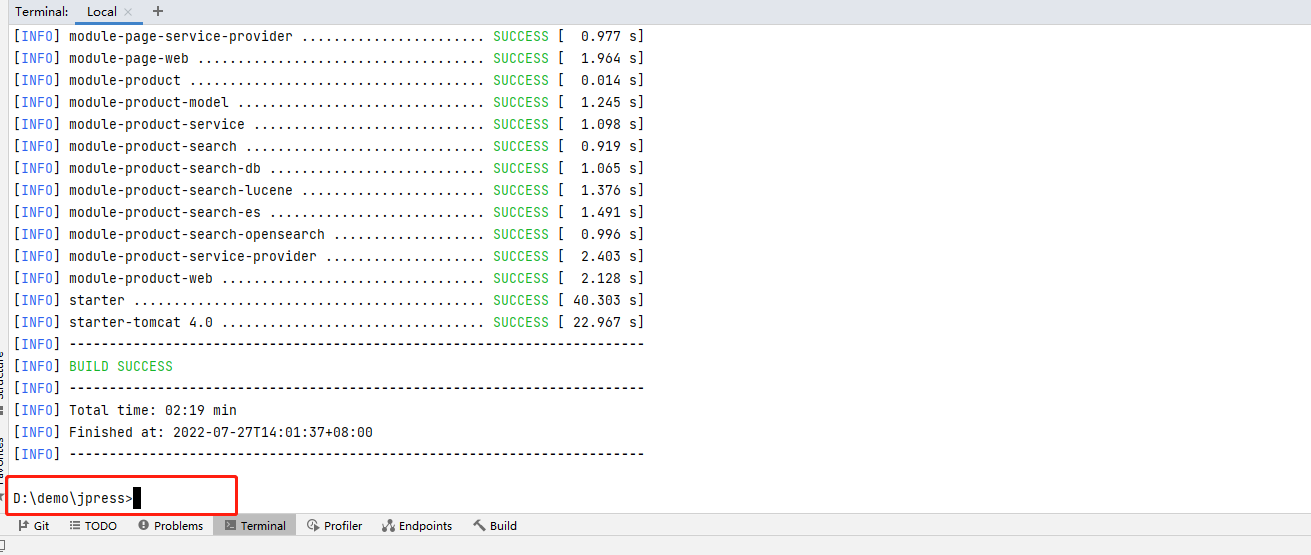 Terminal: Local × +
[INFO] module-page-service-provider ....................... SUCCESS [  0.977 s]
[INFO] module-page-web .................................... SUCCESS [  1.964 s]
[INFO] module-product ..................................... SUCCESS [  0.014 s]
[INFO] module-product-model ............................... SUCCESS [  1.245 s]
[INFO] module-product-service ............................. SUCCESS [  1.098 s]
[INFO] module-product-search .............................. SUCCESS [  0.919 s]
[INFO] module-product-search-db ........................... SUCCESS [  1.065 s]
[INFO] module-product-search-lucene ....................... SUCCESS [  1.376 s]
[INFO] module-product-search-es ........................... SUCCESS [  1.491 s]
[INFO] module-product-search-opensearch ................... SUCCESS [  0.996 s]
[INFO] module-product-service-provider .................... SUCCESS [  2.403 s]
[INFO] module-product-web ................................. SUCCESS [  2.128 s]
[INFO] starter ............................................ SUCCESS [ 40.303 s]
[INFO] starter-tomcat 4.0 ................................. SUCCESS [ 22.967 s]
[INFO] ------------------------------------------------------------------------
[INFO] BUILD SUCCESS
[INFO] ------------------------------------------------------------------------
[INFO] Total time: 02:19 min
[INFO] Finished at: 2022-07-27T14:01:37+08:00
[INFO] ------------------------------------------------------------------------
D:\demo\jpress>
Git TODO Problems Terminal Profiler Endpoints Build